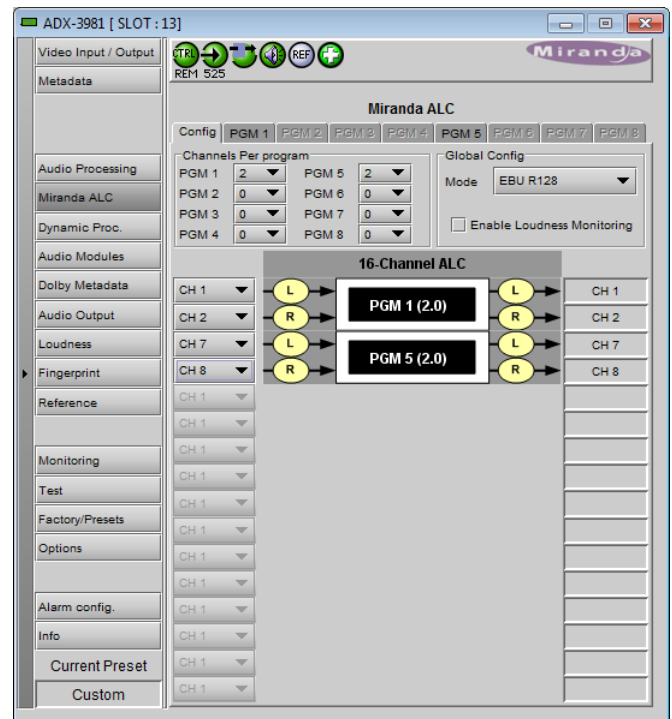 ADX-3981 [ SLOT : 13]
Video Input / Output
Metadata
Audio Processing
Miranda ALC
Dynamic Proc.
Audio Modules
Dolby Metadata
Audio Output
Loudness
Fingerprint
Reference
Monitoring
Test
Factory/Presets
Options
Alarm config.
Info
Current Preset
Custom
CTRL REF
REM 525
Miranda
Miranda ALC
Config PGM 1 PGM 2 PGM 3 PGM 4 PGM 5 PGM 6 PGM 7 PGM 8
Channels Per program
PGM 1 2 PGM 5 2
PGM 2 0 PGM 6 0
PGM 3 0 PGM 7 0
PGM 4 0 PGM 8 0
Global Config
Mode EBU R128
Enable Loudness Monitoring
16-Channel ALC
CH 1 L PGM 1 (2.0) L CH 1
CH 2 R R CH 2
CH 7 L PGM 5 (2.0) L CH 7
CH 8 R R CH 8
CH 1
CH 1
CH 1
CH 1
CH 1
CH 1
CH 1
CH 1
CH 1
CH 1
CH 1
CH 1